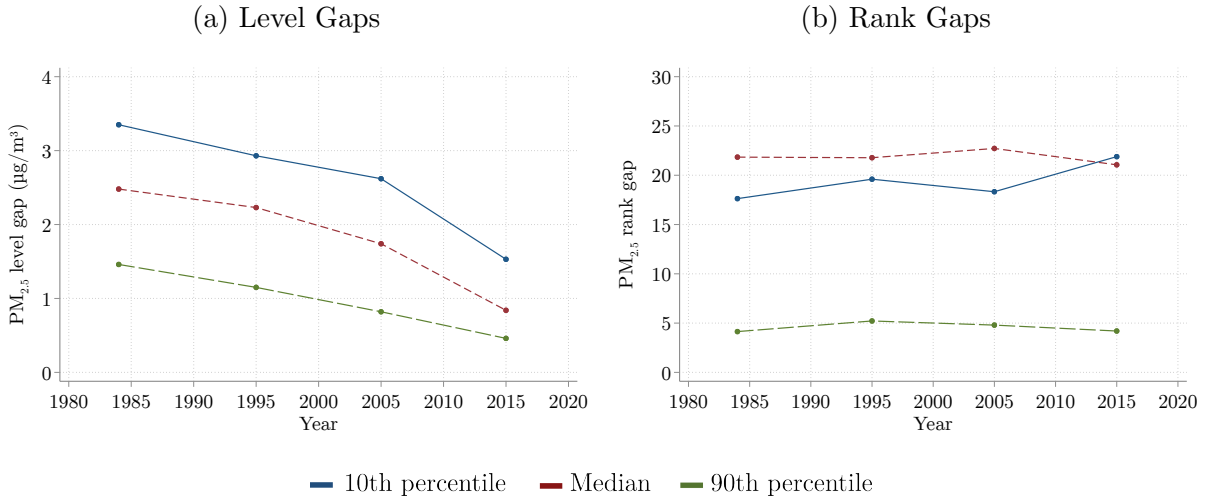 (a) Level Gaps
PM2.5 level gap (µg/m³)
4
3
2
1
0
1980 1985 1990 1995 2000 2005 2010 2015 2020
Year
(b) Rank Gaps
PM2.5 rank gap
30
25
20
15
10
5
0
1980 1985 1990 1995 2000 2005 2010 2015 2020
Year
10th percentile Median 90th percentile